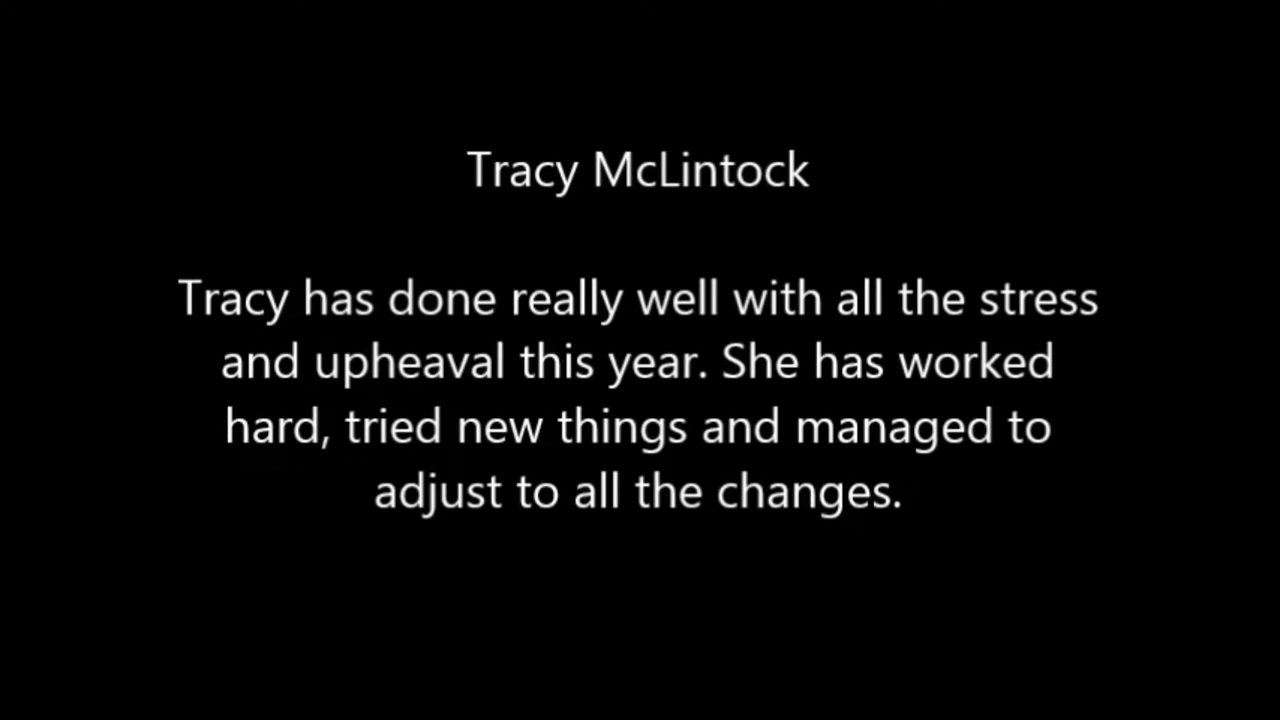 Tracy McLintock
Tracy has done really well with all the stress
and upheaval this year. She has worked
hard, tried new things and managed to
adjust to all the changes.